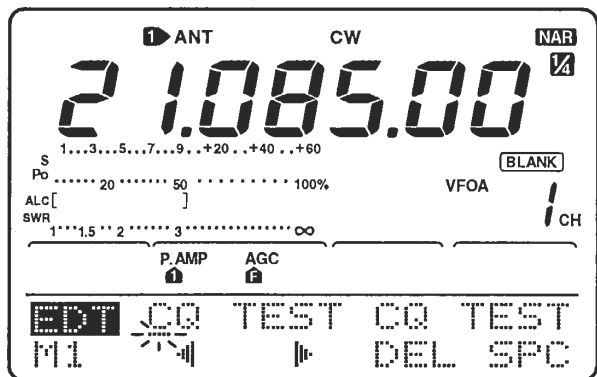 1 ANT CW NAR
21.085.00 1/4
S 1...3...5...7...9..+20..+40..+60
BLANK
Po ......20.......50.........100%
VFOA 1 CH
ALC [ ]
SWR 1....1.5..2.....3...............∞
P.AMP AGC
1 F
EDT CQ TEST CQ TEST
M1 ◀ ▶ DEL SPC